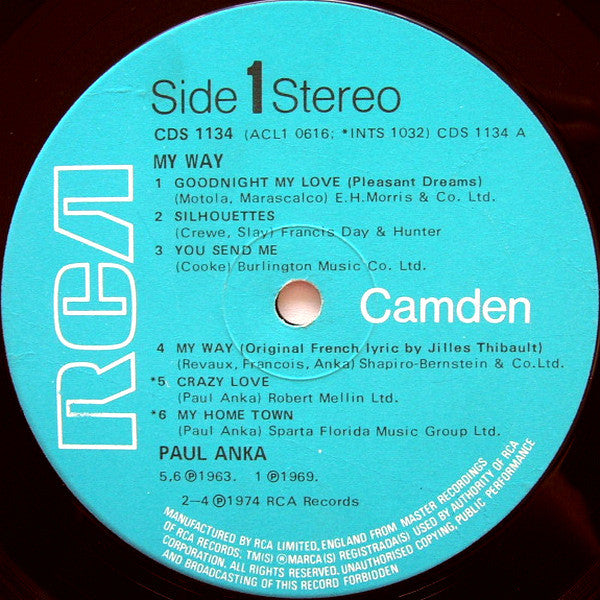 Side 1 Stereo
CDS 1134 (ACL1 0616; *INTS 1032) CDS 1134 A
MY WAY
1 GOODNIGHT MY LOVE (Pleasant Dreams)
(Motola, Marascalco) E.H.Morris & Co. Ltd.
2 SILHOUETTES
(Crewe, Slay) Francis Day & Hunter
3 YOU SEND ME
(Cooke) Burlington Music Co. Ltd.
RCA
Camden
4 MY WAY (Original French lyric by Jilles Thibault)
(Revaux, Francois, Anka) Shapiro-Bernstein & Co.Ltd.
*5 CRAZY LOVE
(Paul Anka) Robert Mellin Ltd.
*6 MY HOME TOWN
(Paul Anka) Sparta Florida Music Group Ltd.
PAUL ANKA
5,6 ℗1963. 1 ℗1969.
2–4 ℗1974 RCA Records
MANUFACTURED BY RCA LIMITED, ENGLAND FROM MASTER RECORDINGS
OF RCA RECORDS: TM(S) ® MARCA(S) REGISTRADA(S) USED BY AUTHORITY OF RCA
CORPORATION. ALL RIGHTS RESERVED. UNAUTHORISED COPYING, PUBLIC PERFORMANCE,
AND BROADCASTING OF THIS RECORD FORBIDDEN